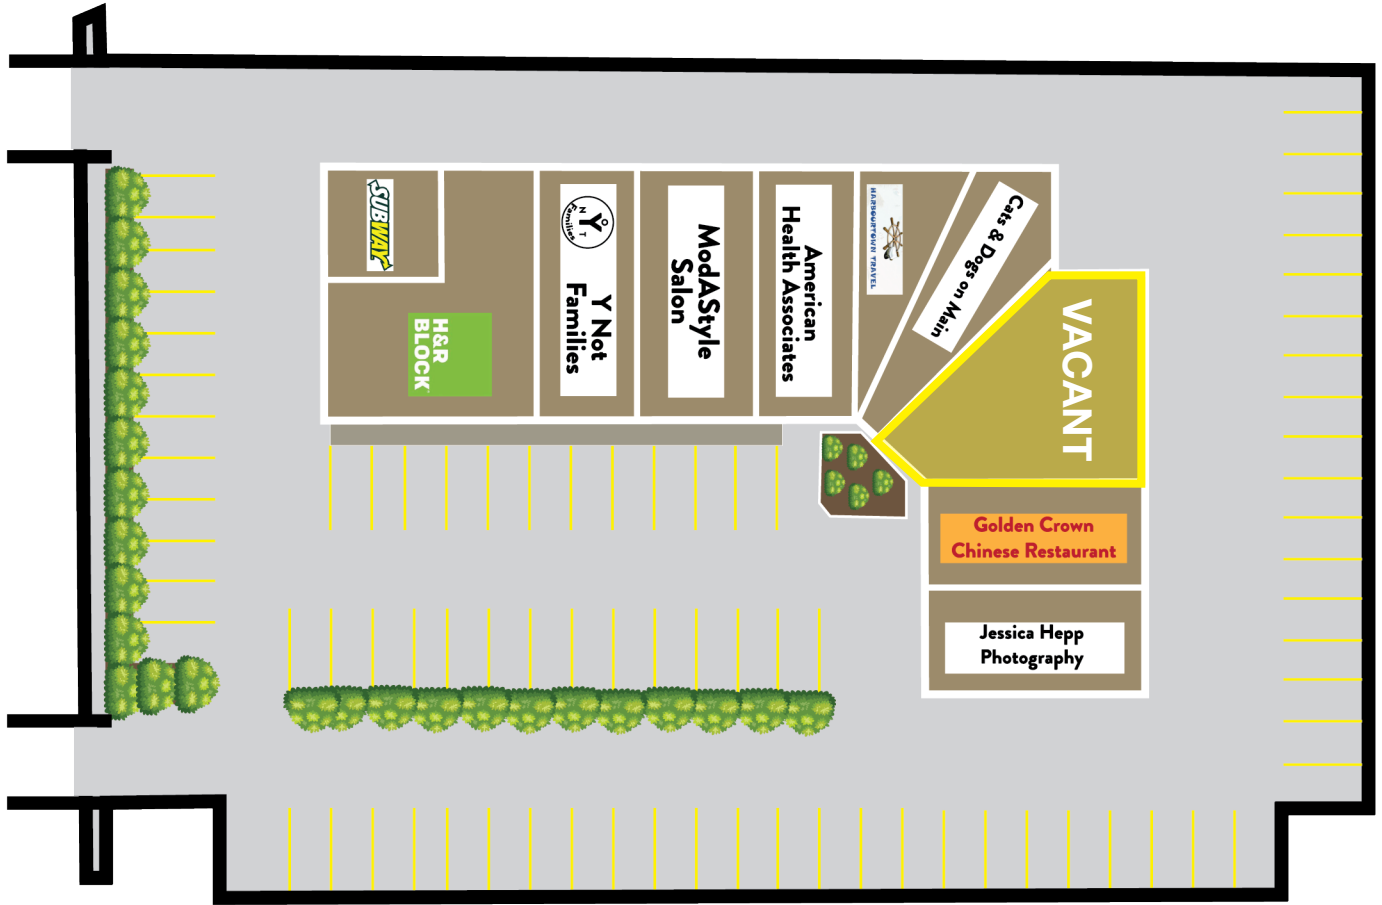 SUBWAY
H&R
BLOCK
Y
N O T
Families
Y Not
Families
ModAStyle
Salon
American
Health Associates
HARBOURTOWN TRAVEL
Cats & Dogs on Main
VACANT
Golden Crown
Chinese Restaurant
Jessica Hepp
Photography